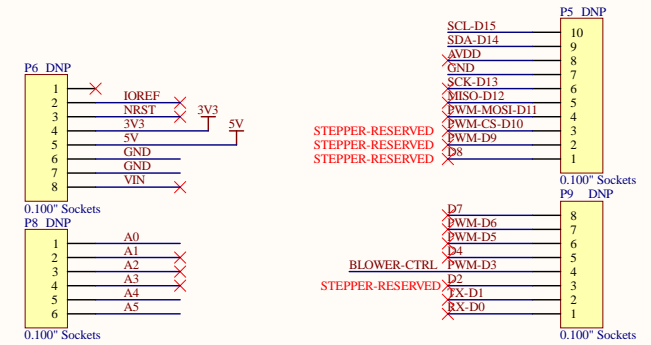 P6 DNP
1
2 IOREF
3 NRST 3V3
4 3V3 5V
5 5V
6 GND
7 GND
8 VIN
0.100" Sockets
P8 DNP
1 A0
2 A1
3 A2
4 A3
5 A4
6 A5
0.100" Sockets
P5 DNP
SCL-D15 10
SDA-D14 9
AVDD 8
GND 7
SCK-D13 6
MISO-D12 5
PWM-MOSI-D11 4
STEPPER-RESERVED PWM-CS-D10 3
STEPPER-RESERVED PWM-D9 2
STEPPER-RESERVED D8 1
0.100" Sockets
P9 DNP
D7 8
PWM-D6 7
PWM-D5 6
D4 5
BLOWER-CTRL PWM-D3 4
STEPPER-RESERVED D2 3
TX-D1 2
RX-D0 1
0.100" Sockets